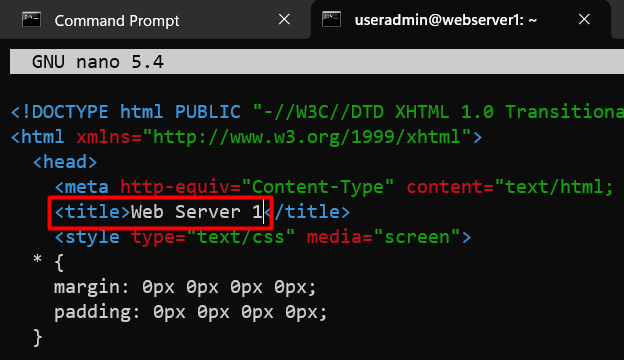 Command Prompt
useradmin@webserver1: ~
GNU nano 5.4
<!DOCTYPE html PUBLIC "-//W3C//DTD XHTML 1.0 Transitiona
<html xmlns="http://www.w3.org/1999/xhtml">
<head>
<meta http-equiv="Content-Type" content="text/html;
<title>Web Server 1</title>
<style type="text/css" media="screen">
* {
margin: 0px 0px 0px 0px;
padding: 0px 0px 0px 0px;
}